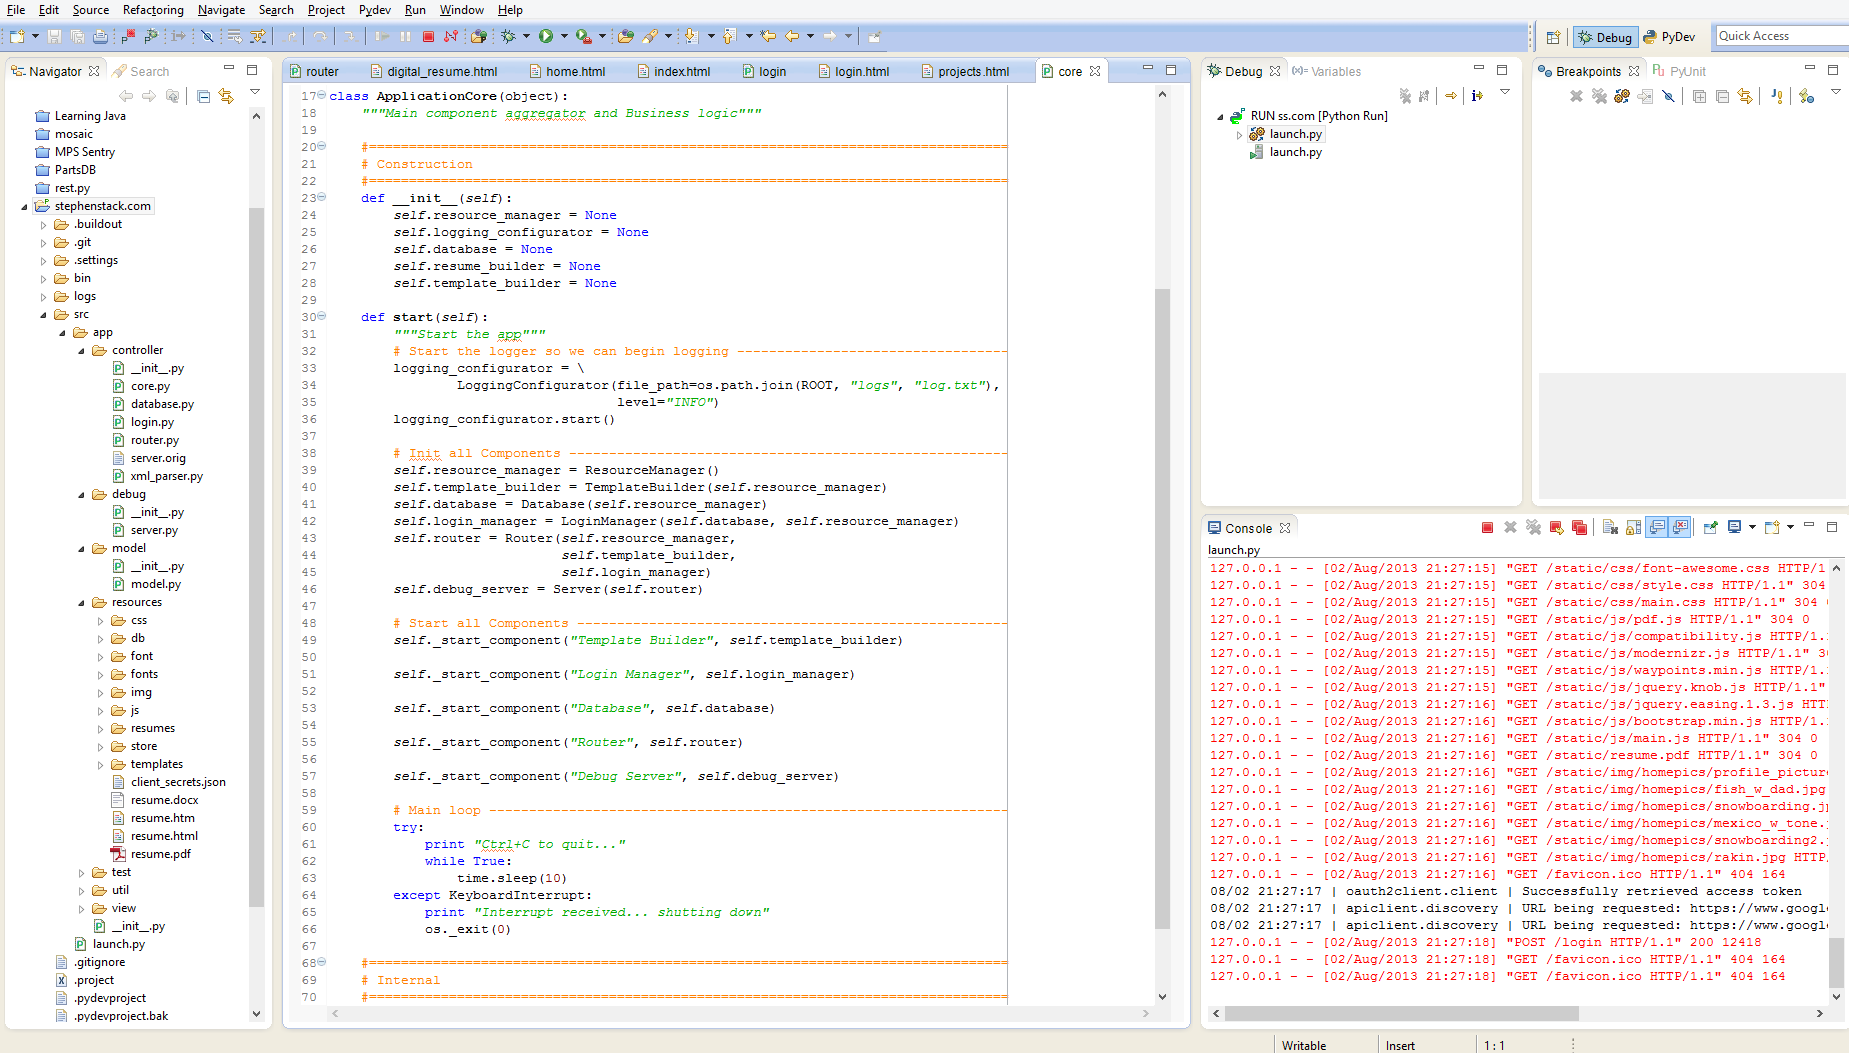 File Edit Source Refactoring Navigate Search Project Pydev Run Window Help
Debug PyDev Quick Access
Navigator Search
Learning Java
mosaic
MPS Sentry
PartsDB
rest.py
stephenstack.com
.buildout
.git
.settings
bin
logs
src
app
controller
__init__.py
core.py
database.py
login.py
router.py
server.orig
xml_parser.py
debug
__init__.py
server.py
model
__init__.py
model.py
resources
css
db
font
fonts
img
js
resumes
store
templates
client_secrets.json
resume.docx
resume.htm
resume.html
resume.pdf
test
util
view
__init__.py
launch.py
.gitignore
.project
.pydevproject
.pydevproject.bak
router digital_resume.html home.html index.html login login.html projects.html core
17 class ApplicationCore(object):
18 """Main component aggregator and Business logic"""
19
20 #================================================================================
21 # Construction
22 #================================================================================
23 def __init__(self):
24 self.resource_manager = None
25 self.logging_configurator = None
26 self.database = None
27 self.resume_builder = None
28 self.template_builder = None
29
30 def start(self):
31 """Start the app"""
32 # Start the logger so we can begin logging ----------------------------------
33 logging_configurator = \
34 LoggingConfigurator(file_path=os.path.join(ROOT, "logs", "log.txt"),
35 level="INFO")
36 logging_configurator.start()
37
38 # Init all Components -------------------------------------------------------
39 self.resource_manager = ResourceManager()
40 self.template_builder = TemplateBuilder(self.resource_manager)
41 self.database = Database(self.resource_manager)
42 self.login_manager = LoginManager(self.database, self.resource_manager)
43 self.router = Router(self.resource_manager,
44 self.template_builder,
45 self.login_manager)
46 self.debug_server = Server(self.router)
47
48 # Start all Components ------------------------------------------------------
49 self._start_component("Template Builder", self.template_builder)
50
51 self._start_component("Login Manager", self.login_manager)
52
53 self._start_component("Database", self.database)
54
55 self._start_component("Router", self.router)
56
57 self._start_component("Debug Server", self.debug_server)
58
59 # Main loop -----------------------------------------------------------------
60 try:
61 print "Ctrl+C to quit..."
62 while True:
63 time.sleep(10)
64 except KeyboardInterrupt:
65 print "Interrupt received... shutting down"
66 os._exit(0)
67
68 #================================================================================
69 # Internal
70 #================================================================================
Debug Variables
RUN ss.com [Python Run]
launch.py
launch.py
Breakpoints PyUnit
Console
launch.py
127.0.0.1 - - [02/Aug/2013 21:27:15] "GET /static/css/font-awesome.css HTTP/1
127.0.0.1 - - [02/Aug/2013 21:27:15] "GET /static/css/style.css HTTP/1.1" 304
127.0.0.1 - - [02/Aug/2013 21:27:15] "GET /static/css/main.css HTTP/1.1" 304
127.0.0.1 - - [02/Aug/2013 21:27:15] "GET /static/js/pdf.js HTTP/1.1" 304 0
127.0.0.1 - - [02/Aug/2013 21:27:15] "GET /static/js/compatibility.js HTTP/1.
127.0.0.1 - - [02/Aug/2013 21:27:15] "GET /static/js/modernizr.js HTTP/1.1" 3
127.0.0.1 - - [02/Aug/2013 21:27:15] "GET /static/js/waypoints.min.js HTTP/1.
127.0.0.1 - - [02/Aug/2013 21:27:15] "GET /static/js/jquery.knob.js HTTP/1.1"
127.0.0.1 - - [02/Aug/2013 21:27:15] "GET /static/js/jquery.easing.1.3.js HTT
127.0.0.1 - - [02/Aug/2013 21:27:16] "GET /static/js/bootstrap.min.js HTTP/1.
127.0.0.1 - - [02/Aug/2013 21:27:16] "GET /static/js/main.js HTTP/1.1" 304 0
127.0.0.1 - - [02/Aug/2013 21:27:16] "GET /static/resume.pdf HTTP/1.1" 304 0
127.0.0.1 - - [02/Aug/2013 21:27:16] "GET /static/img/homepics/profile_pictur
127.0.0.1 - - [02/Aug/2013 21:27:16] "GET /static/img/homepics/fish_w_dad.jpg
127.0.0.1 - - [02/Aug/2013 21:27:16] "GET /static/img/homepics/snowboarding.jp
127.0.0.1 - - [02/Aug/2013 21:27:16] "GET /static/img/homepics/mexico_w_tone.
127.0.0.1 - - [02/Aug/2013 21:27:16] "GET /static/img/homepics/snowboarding2.
127.0.0.1 - - [02/Aug/2013 21:27:16] "GET /static/img/homepics/rakin.jpg HTTP
127.0.0.1 - - [02/Aug/2013 21:27:16] "GET /favicon.ico HTTP/1.1" 404 164
08/02 21:27:17 | oauth2client.client | Successfully retrieved access token
08/02 21:27:17 | apiclient.discovery | URL being requested: https://www.googl
08/02 21:27:17 | apiclient.discovery | URL being requested: https://www.googl
127.0.0.1 - - [02/Aug/2013 21:27:18] "POST /login HTTP/1.1" 200 12418
127.0.0.1 - - [02/Aug/2013 21:27:18] "GET /favicon.ico HTTP/1.1" 404 164
127.0.0.1 - - [02/Aug/2013 21:27:18] "GET /favicon.ico HTTP/1.1" 404 164
Writable Insert 1 : 1